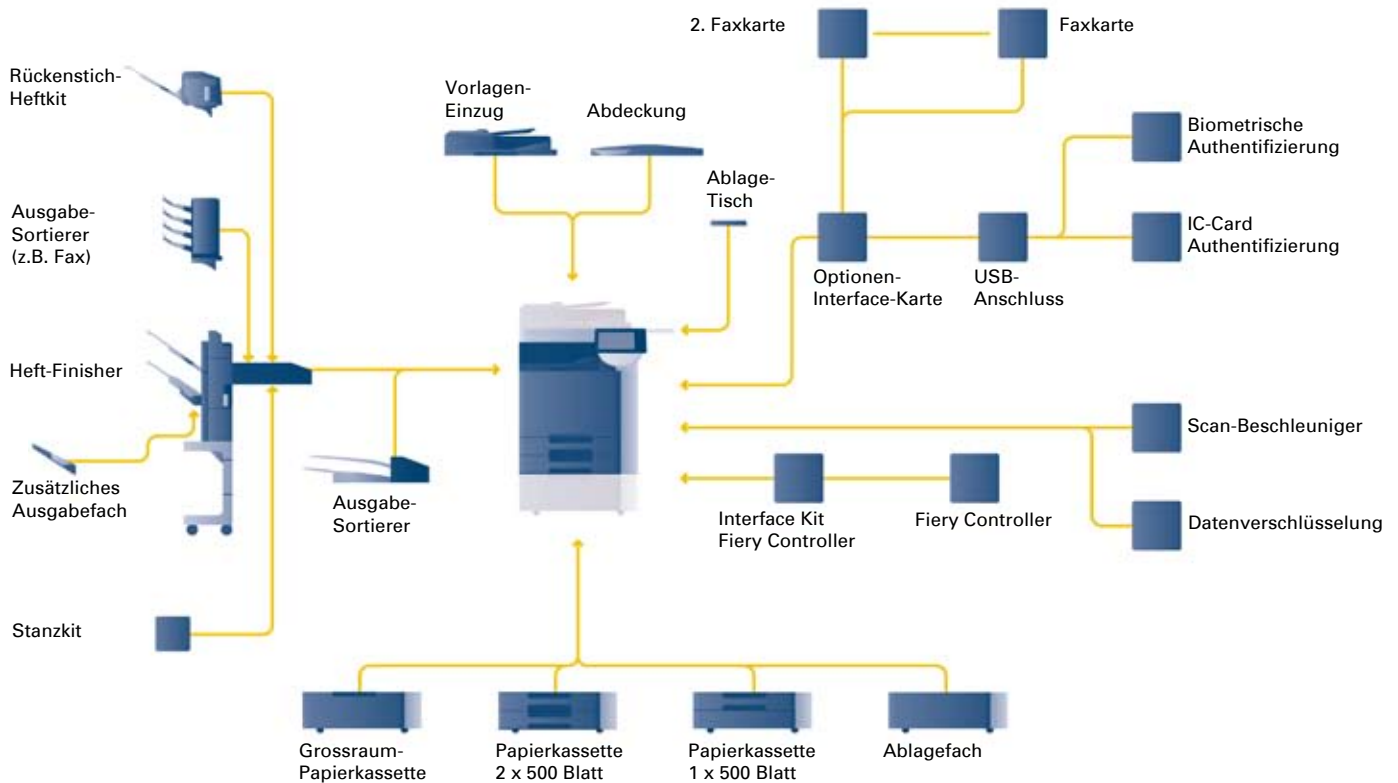 2. Faxkarte
Faxkarte
Rückenstich-
Heftkit
Vorlagen-
Einzug
Abdeckung
Biometrische
Authentifizierung
Ablage-
Tisch
Ausgabe-
Sortierer
(z.B. Fax)
IC-Card
Authentifizierung
Optionen-
Interface-Karte
USB-
Anschluss
Heft-Finisher
Scan-Beschleuniger
Zusätzliches
Ausgabefach
Ausgabe-
Sortierer
Interface Kit
Fiery Controller
Fiery Controller
Datenverschlüsselung
Stanzkit
Grossraum-
Papierkassette
Papierkassette
2 x 500 Blatt
Papierkassette
1 x 500 Blatt
Ablagefach